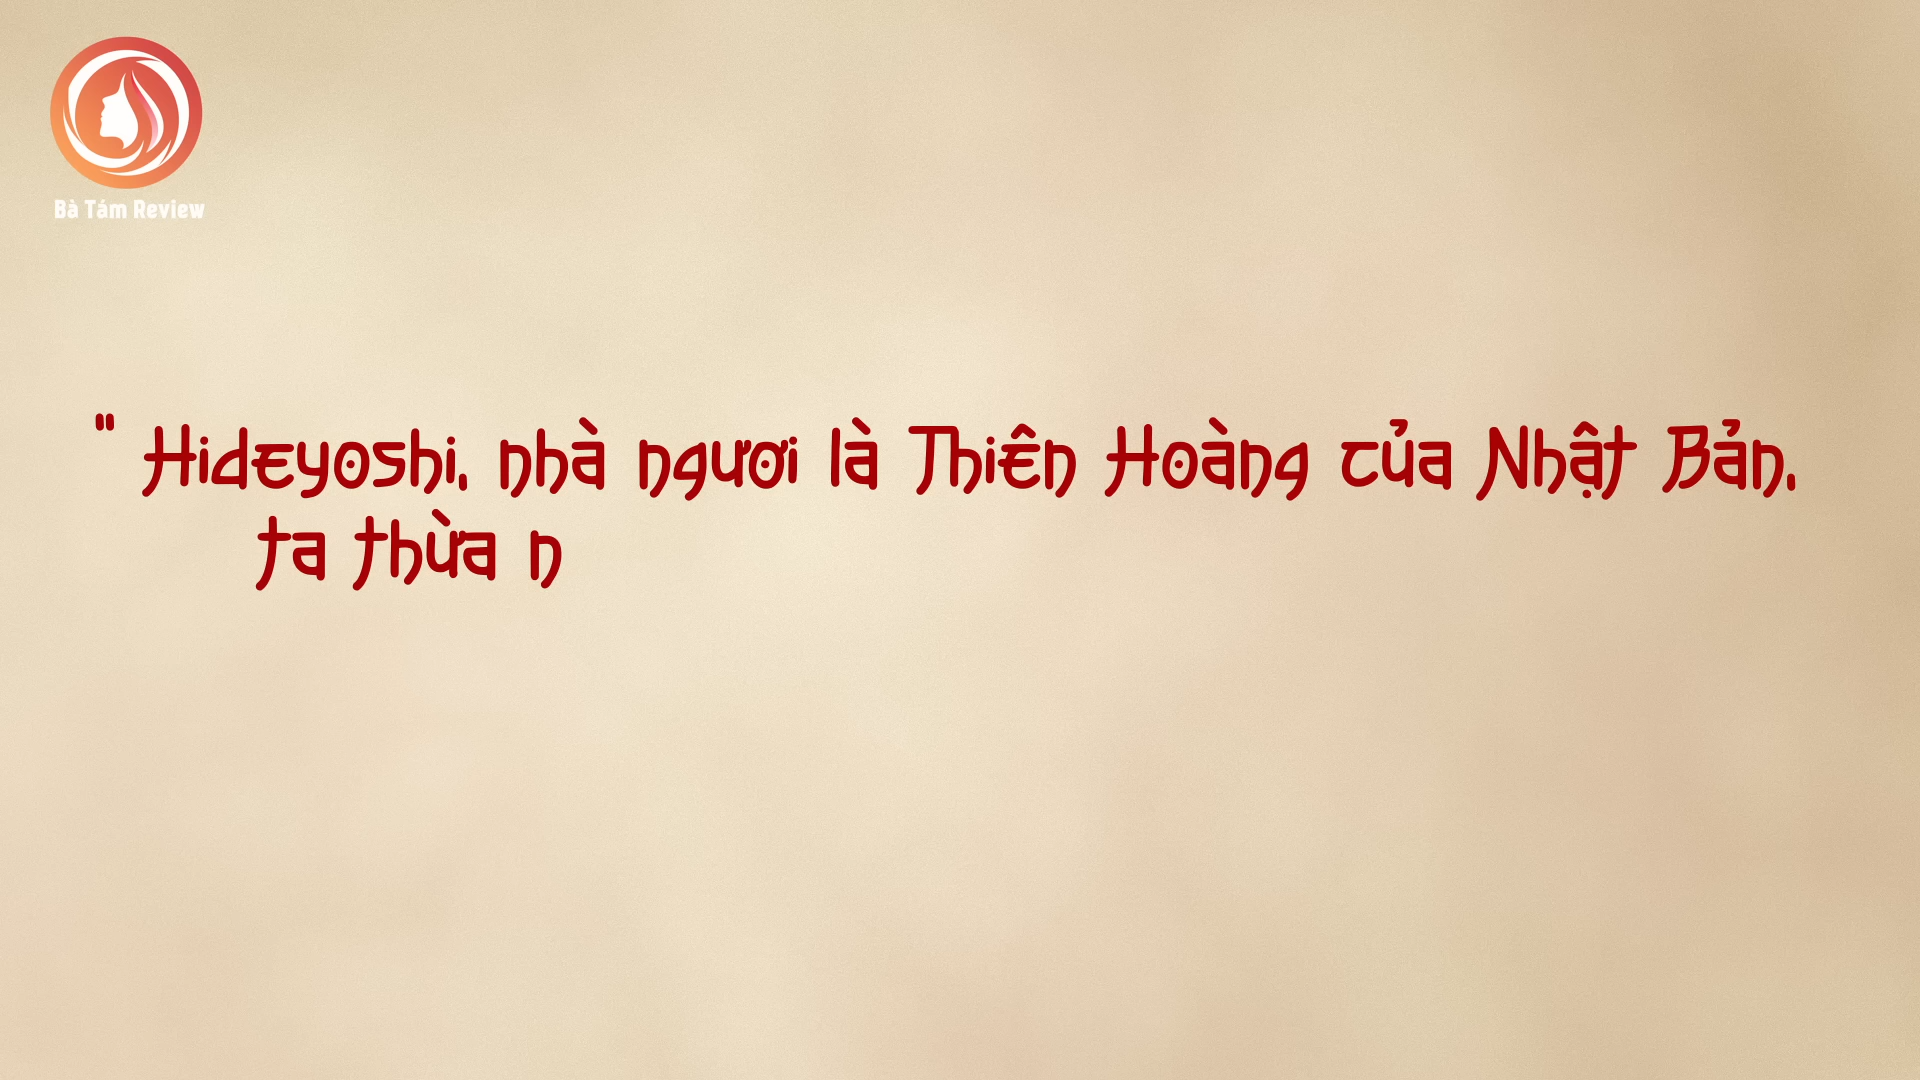 Bà Tám Review
" Hideyoshi, nhà ngươi là Thiên Hoàng của Nhật Bản,
ta thừa n